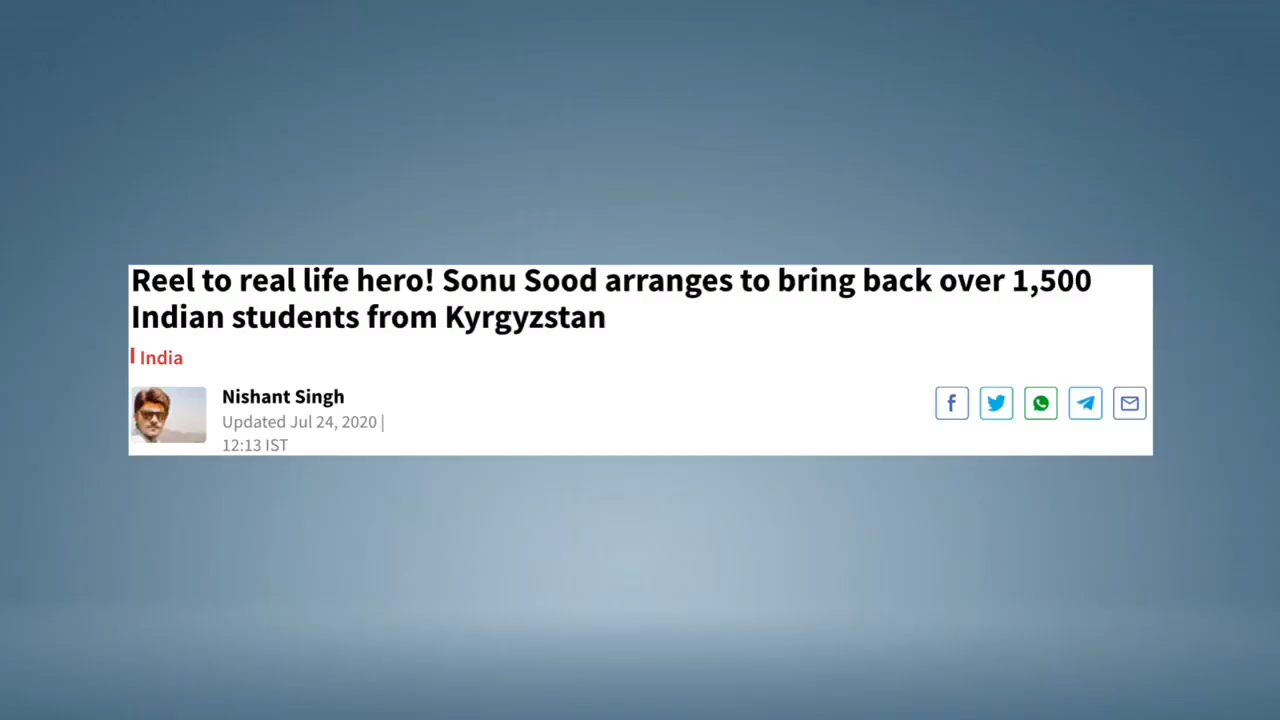 Reel to real life hero! Sonu Sood arranges to bring back over 1,500
Indian students from Kyrgyzstan
India
Nishant Singh
Updated Jul 24, 2020 |
12:13 IST